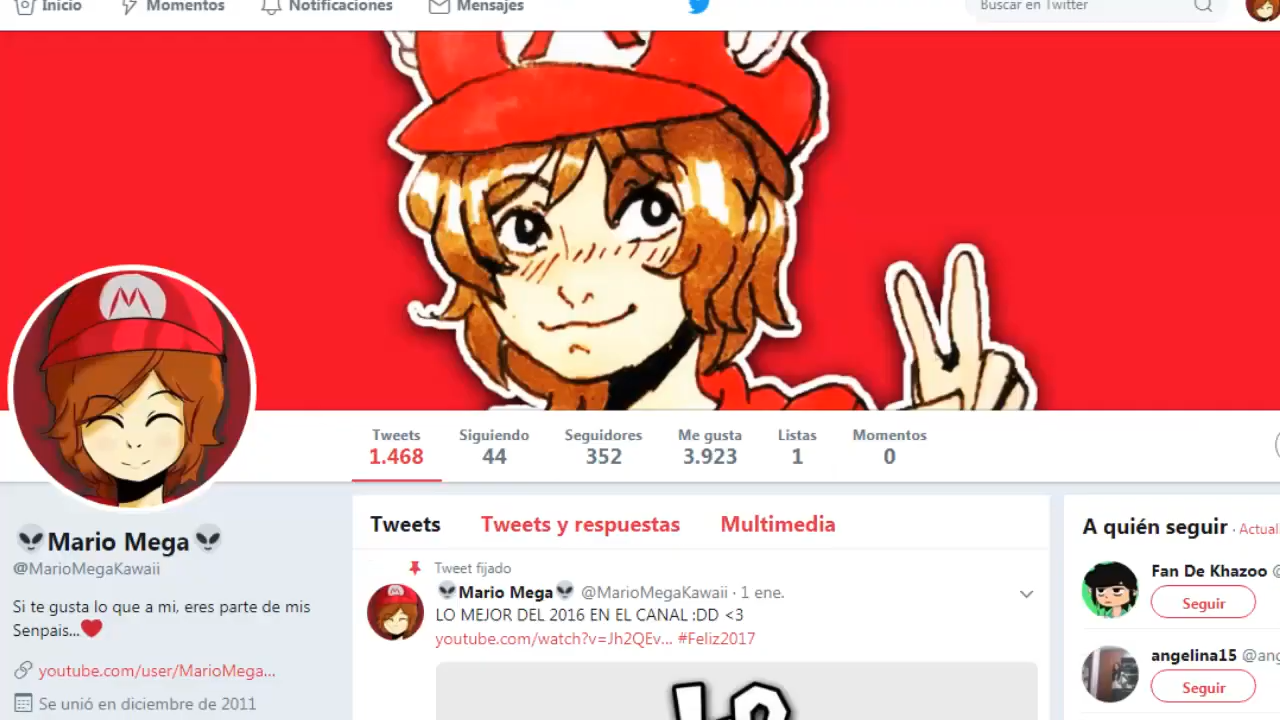 Inicio
Momentos
Notificaciones
Mensajes
Buscar en Twitter
M
Tweets
1.468
Siguiendo
44
Seguidores
352
Me gusta
3.923
Listas
1
Momentos
0
👽Mario Mega👽
@MarioMegaKawaii
Si te gusta lo que a mi, eres parte de mis
Senpais...❤
youtube.com/user/MarioMega...
Se unió en diciembre de 2011
Tweets
Tweets y respuestas
Multimedia
Tweet fijado
👽Mario Mega👽 @MarioMegaKawaii · 1 ene.
LO MEJOR DEL 2016 EN EL CANAL :DD <3
youtube.com/watch?v=Jh2QEv... #Feliz2017
LO
A quién seguir · Actual
Fan De Khazoo @
Seguir
angelina15 @ang
Seguir